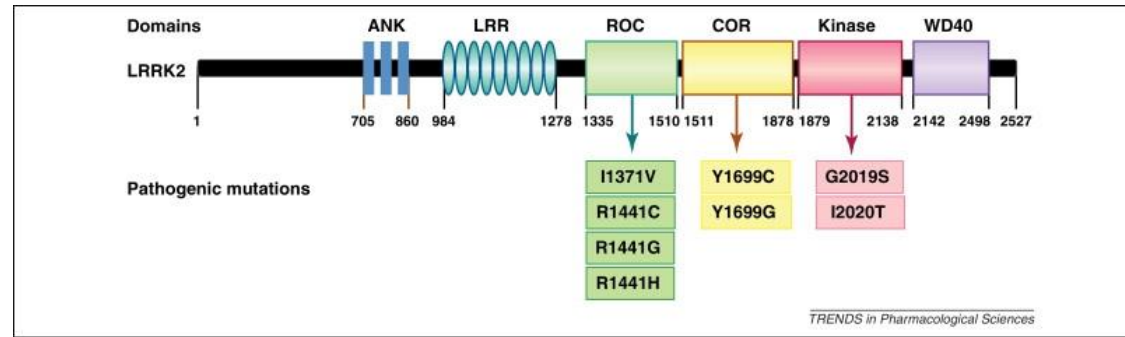 Domains ANK LRR ROC COR Kinase WD40
LRRK2
1 705 860 984 1278 1335 1510 1511 1878 1879 2138 2142 2498 2527
Pathogenic mutations
I1371V Y1699C G2019S
R1441C Y1699G I2020T
R1441G
R1441H
TRENDS in Pharmacological Sciences